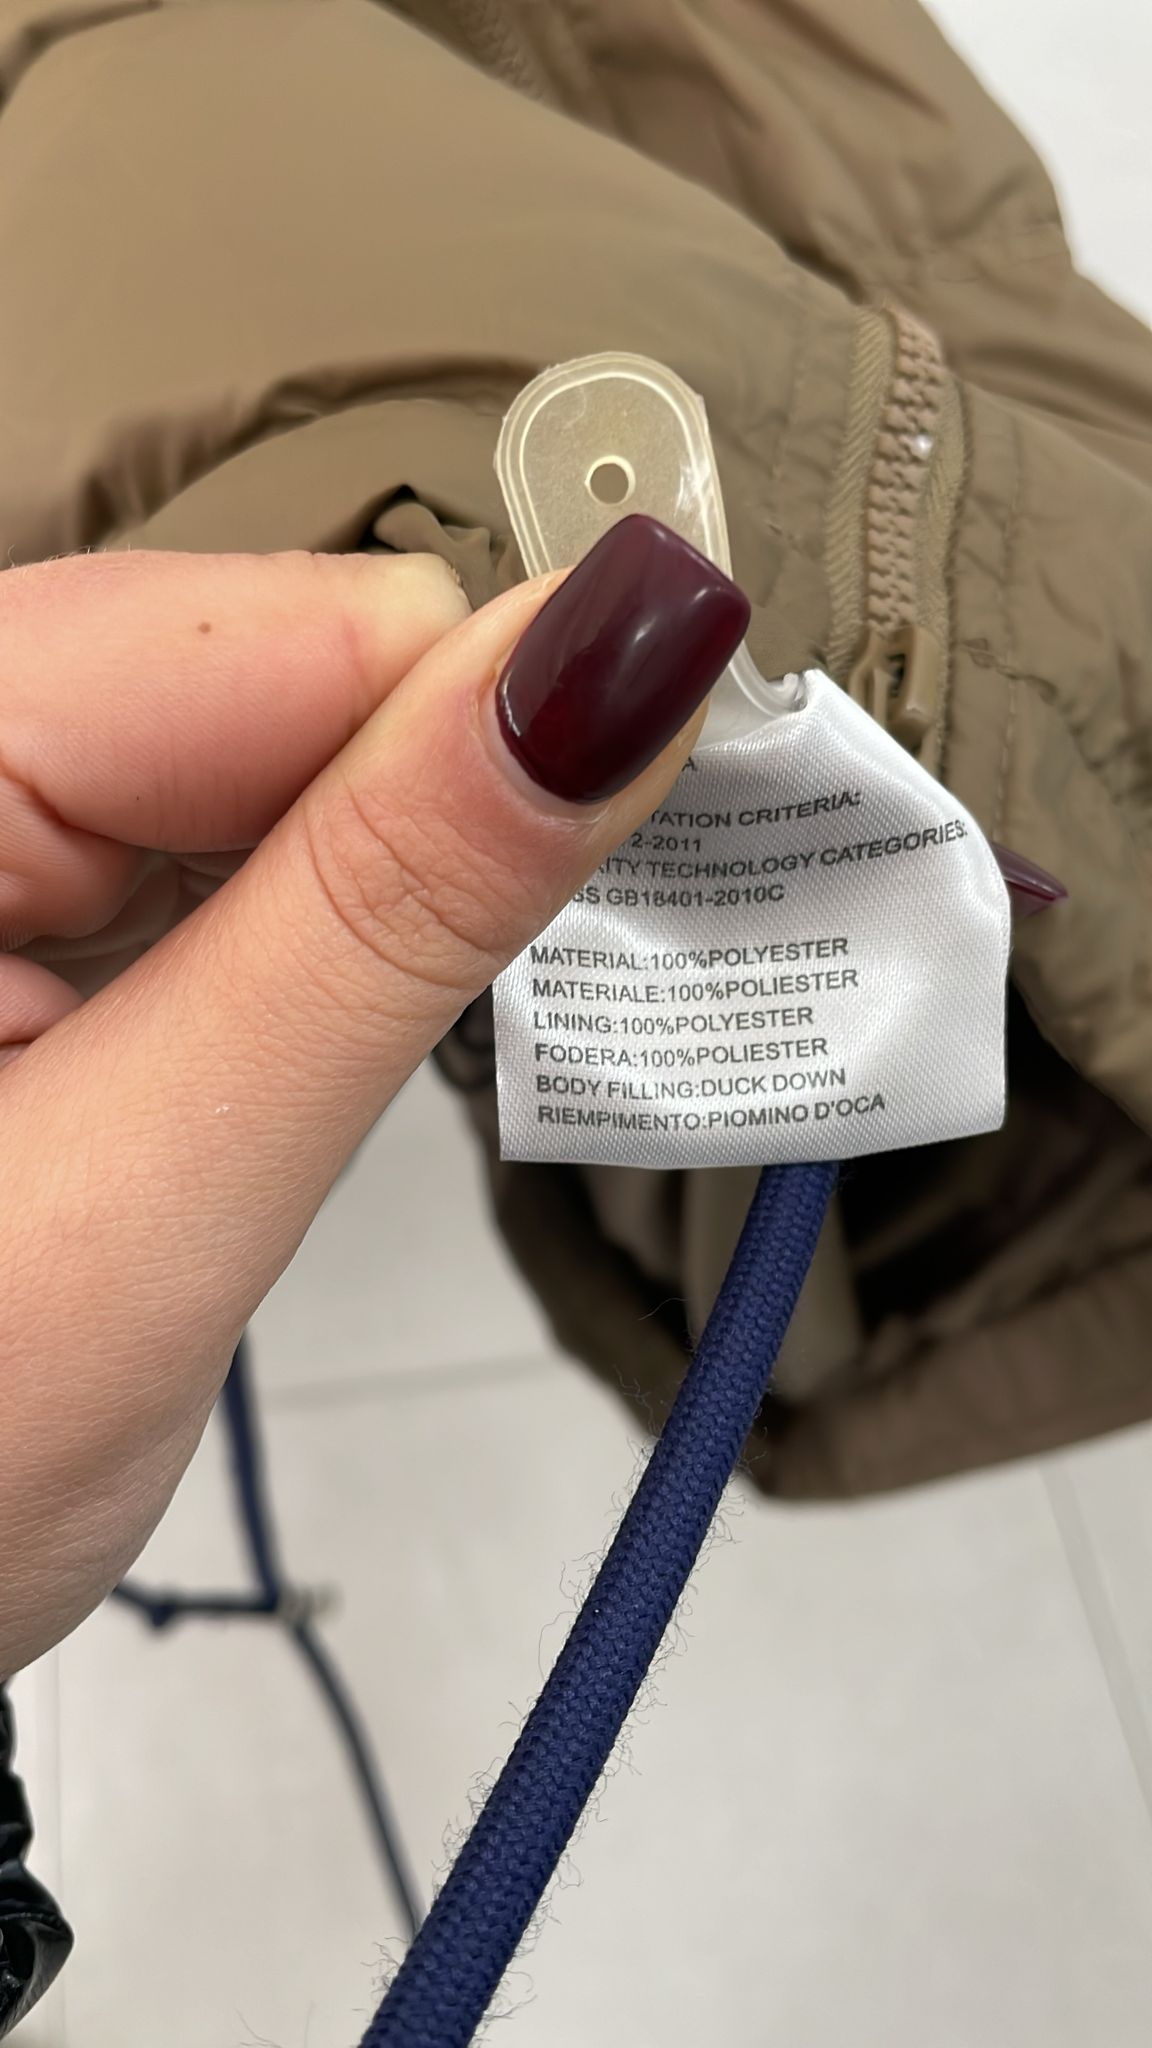 A
TATION CRITERIA:
2-2011
RITY TECHNOLOGY CATEGORIES:
SS GB18401-2010C
MATERIAL:100%POLYESTER
MATERIALE:100%POLIESTER
LINING:100%POLYESTER
FODERA:100%POLIESTER
BODY FILLING:DUCK DOWN
RIEMPIMENTO:PIOMINO D'OCA